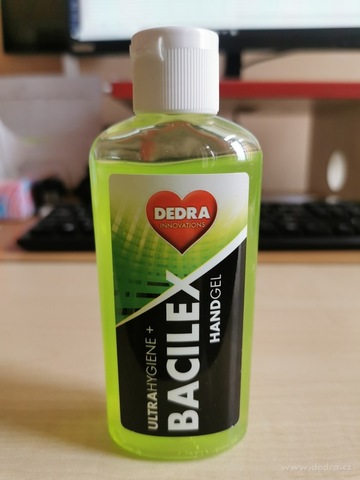 DEDRA
INNOVATIONS
ULTRAHYGIENE +
BACILEX
HANDGEL
www.dedra.cz